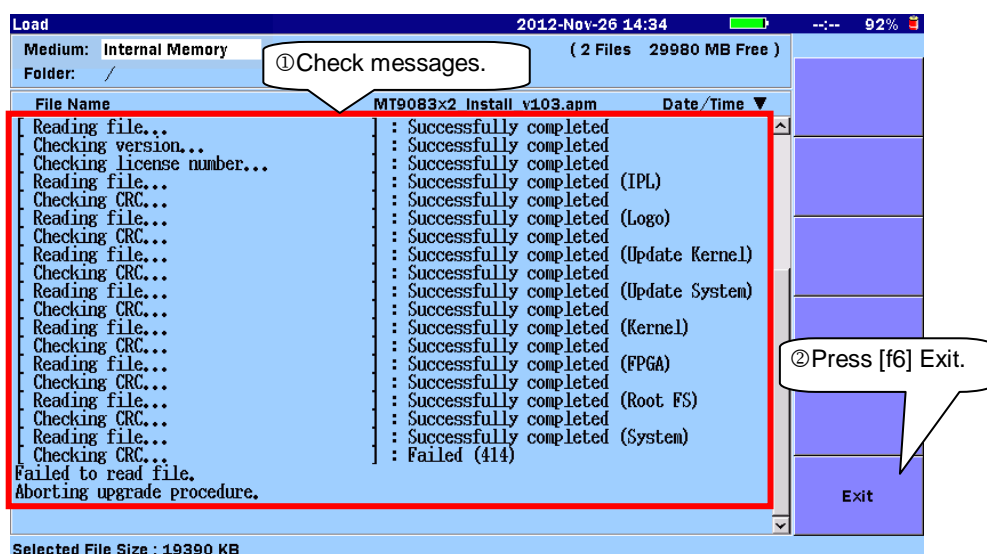 Load 2012-Nov-26 14:34 --:-- 92%
Medium: Internal Memory ( 2 Files 29980 MB Free )
Folder: /
①Check messages.
File Name MT9083x2_Install_v103.apm Date/Time ▼
[ Reading file... ] : Successfully completed
[ Checking version... ] : Successfully completed
[ Checking license number... ] : Successfully completed
[ Reading file... ] : Successfully completed (IPL)
[ Checking CRC... ] : Successfully completed
[ Reading file... ] : Successfully completed (Logo)
[ Checking CRC... ] : Successfully completed
[ Reading file... ] : Successfully completed (Update Kernel)
[ Checking CRC... ] : Successfully completed
[ Reading file... ] : Successfully completed (Update System)
[ Checking CRC... ] : Successfully completed
[ Reading file... ] : Successfully completed (Kernel)
[ Checking CRC... ] : Successfully completed
[ Reading file... ] : Successfully completed (FPGA)
[ Checking CRC... ] : Successfully completed
[ Reading file... ] : Successfully completed (Root FS)
[ Checking CRC... ] : Successfully completed
[ Reading file... ] : Successfully completed (System)
[ Checking CRC... ] : Failed (414)
Failed to read file.
Aborting upgrade procedure.
②Press [f6] Exit.
Exit
Selected File Size : 19390 KB